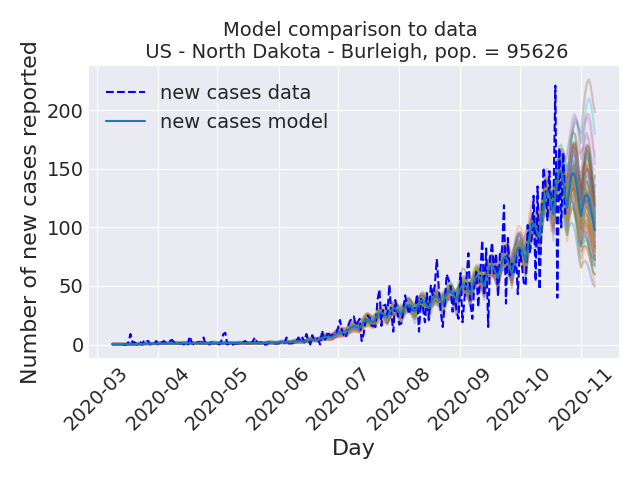 Model comparison to data
US - North Dakota - Burleigh, pop. = 95626
Number of new cases reported
new cases data
new cases model
200
150
100
50
0
2020-03
2020-04
2020-05
2020-06
2020-07
2020-08
2020-09
2020-10
2020-11
Day